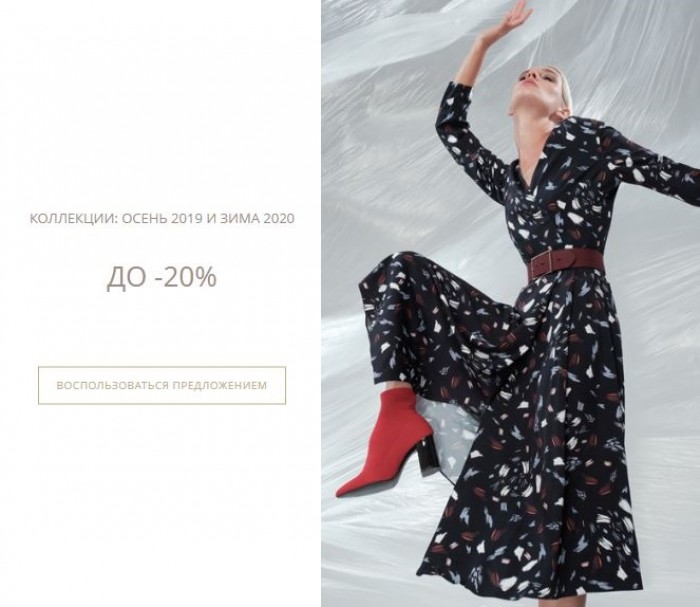 КОЛЛЕКЦИИ: ОСЕНЬ 2019 И ЗИМА 2020
ДО -20%
ВОСПОЛЬЗОВАТЬСЯ ПРЕДЛОЖЕНИЕМ